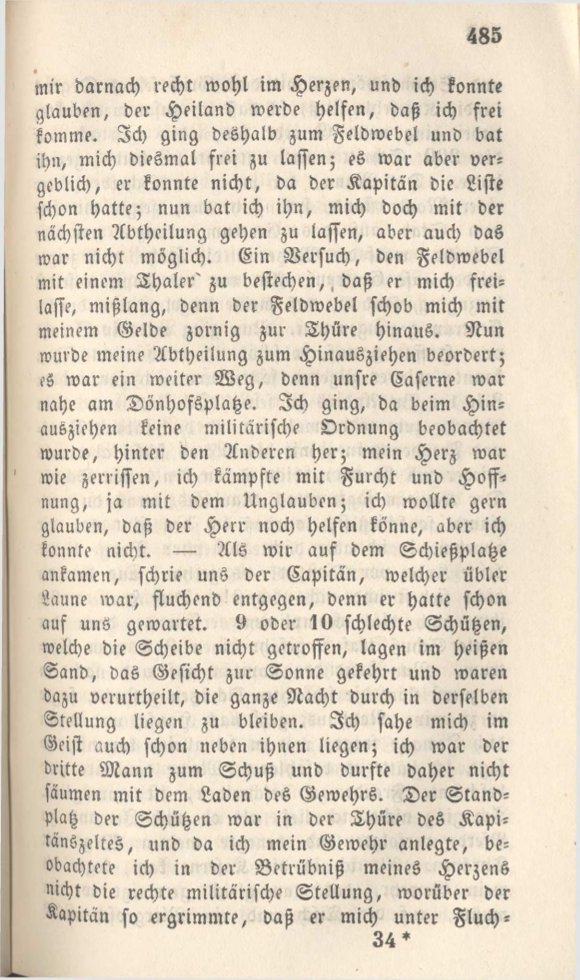 485
mir darnach recht wohl im Herzen, und ich konnte
glauben, der Heiland werde helfen, daß ich frei
komme. Ich ging deshalb zum Feldwebel und bat
ihn, mich diesmal frei zu lassen; es war aber ver-
geblich, er konnte nicht, da der Kapitän die Liste
schon hatte; nun bat ich ihn, mich doch mit der
nächsten Abtheilung gehen zu lassen, aber auch das
war nicht möglich. Ein Versuch, den Feldwebel
mit einem Thaler zu bestechen, daß er mich frei-
lasse, mißlang, denn der Feldwebel schob mich mit
meinem Gelde zornig zur Thüre hinaus. Nun
wurde meine Abtheilung zum Hinausziehen beordert;
es war ein weiter Weg, denn unsre Caserne war
nahe am Dönhofsplatze. Ich ging, da beim Hin-
ausziehen keine militärische Ordnung beobachtet
wurde, hinter den Anderen her; mein Herz war
wie zerrissen, ich kämpfte mit Furcht und Hoff-
nung, ja mit dem Unglauben; ich wollte gern
glauben, daß der Herr noch helfen könne, aber ich
konnte nicht. — Als wir auf dem Schießplatze
ankamen, schrie uns der Capitän, welcher übler
Laune war, fluchend entgegen, denn er hatte schon
auf uns gewartet. 9 oder 10 schlechte Schützen,
welche die Scheibe nicht getroffen, lagen im heißen
Sand, das Gesicht zur Sonne gekehrt und waren
dazu verurtheilt, die ganze Nacht durch in derselben
Stellung liegen zu bleiben. Ich sahe mich im
Geist auch schon neben ihnen liegen; ich war der
dritte Mann zum Schuß und durfte daher nicht
säumen mit dem Laden des Gewehrs. Der Stand-
platz der Schützen war in der Thüre des Kapi-
tänszeltes, und da ich mein Gewehr anlegte, be-
obachtete ich in der Betrübniß meines Herzens
nicht die rechte militärische Stellung, worüber der
Kapitän so ergrimmte, daß er mich unter Fluch-
34*